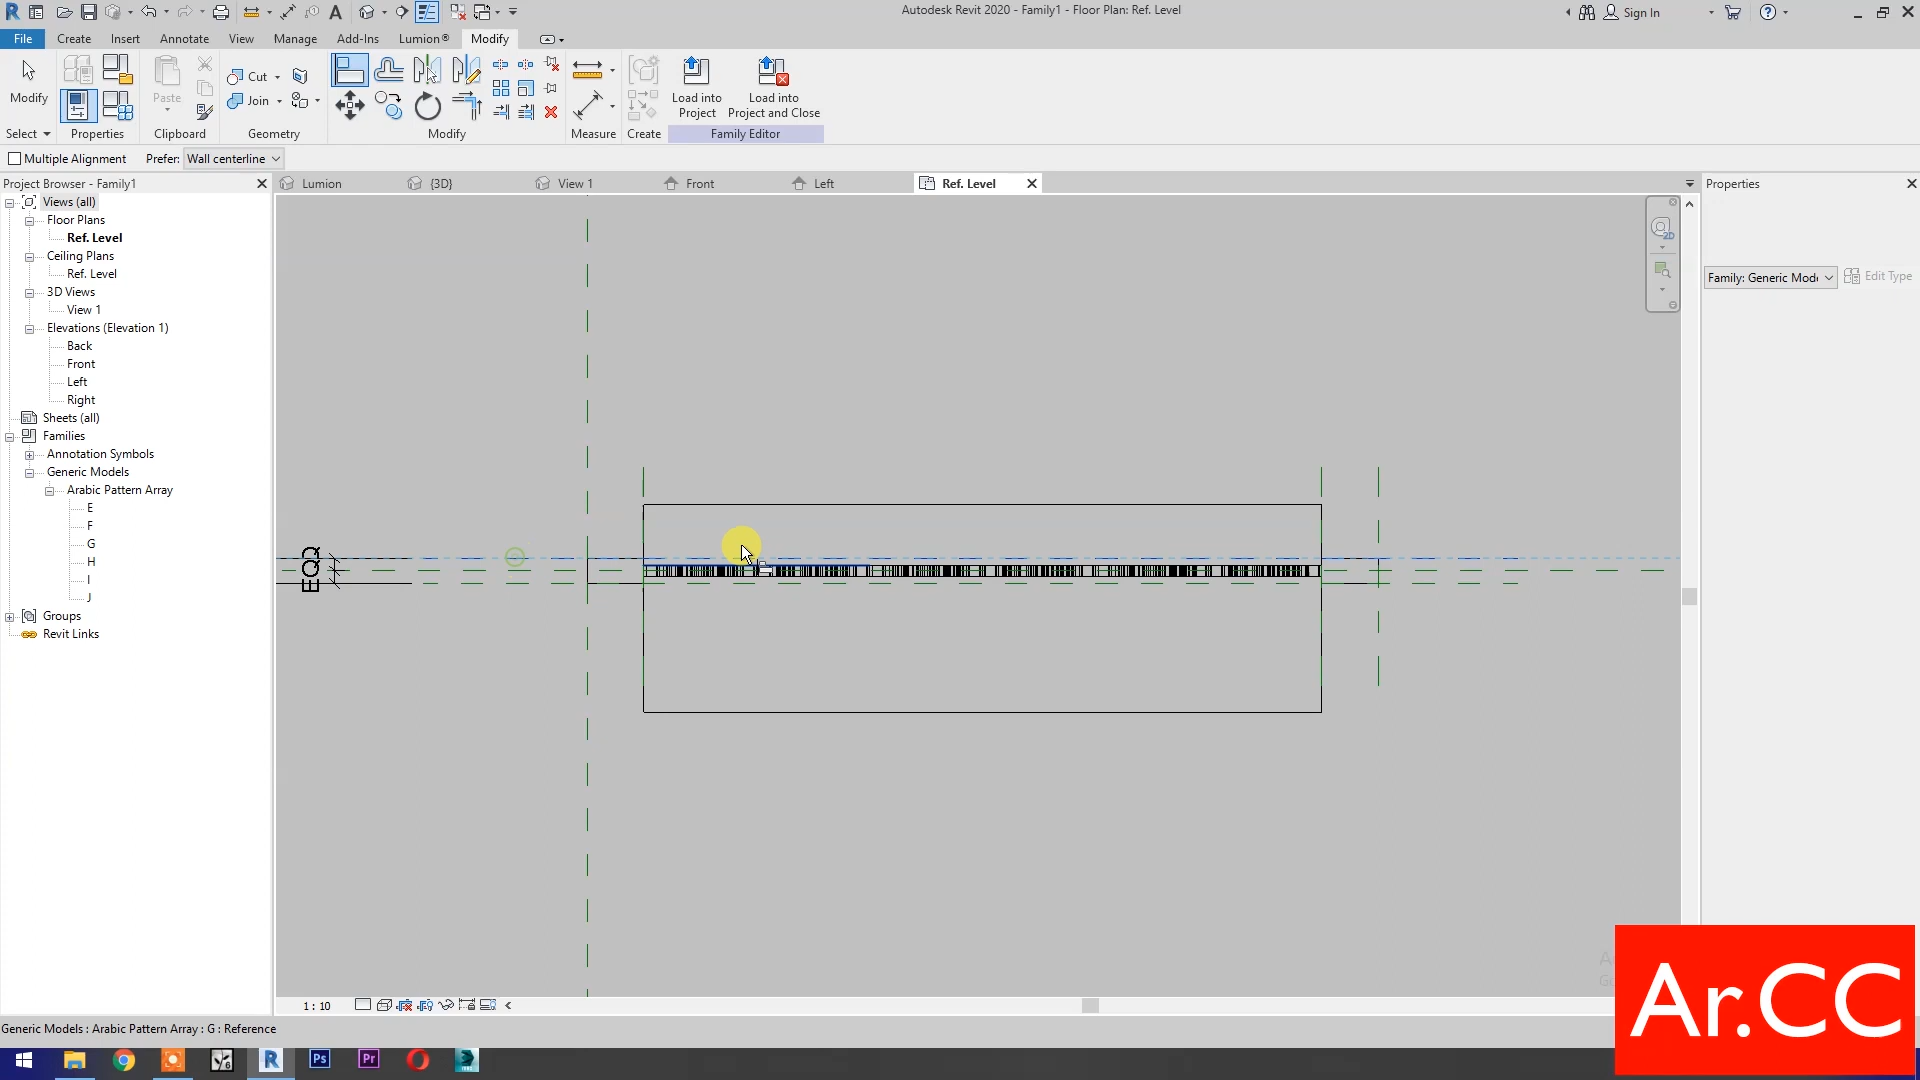 Autodesk Revit 2020 - Family1 - Floor Plan: Ref. Level
Sign In
File Create Insert Annotate View Manage Add-Ins Lumion® Modify
Modify
Paste
Cut
Join
Load into Project
Load into Project and Close
Select Properties Clipboard Geometry Modify Measure Create Family Editor
Multiple Alignment Prefer: Wall centerline
Project Browser - Family1
Lumion {3D} View 1 Front Left Ref. Level
Properties
Views (all)
Floor Plans
Ref. Level
Ceiling Plans
Ref. Level
3D Views
View 1
Elevations (Elevation 1)
Back
Front
Left
Right
Sheets (all)
Families
Annotation Symbols
Generic Models
Arabic Pattern Array
E
F
G
H
I
J
Groups
Revit Links
2D
Family: Generic Mode
Edit Type
EQ
1 : 10
Generic Models : Arabic Pattern Array : G : Reference
Ar.CC
Ps
Pr